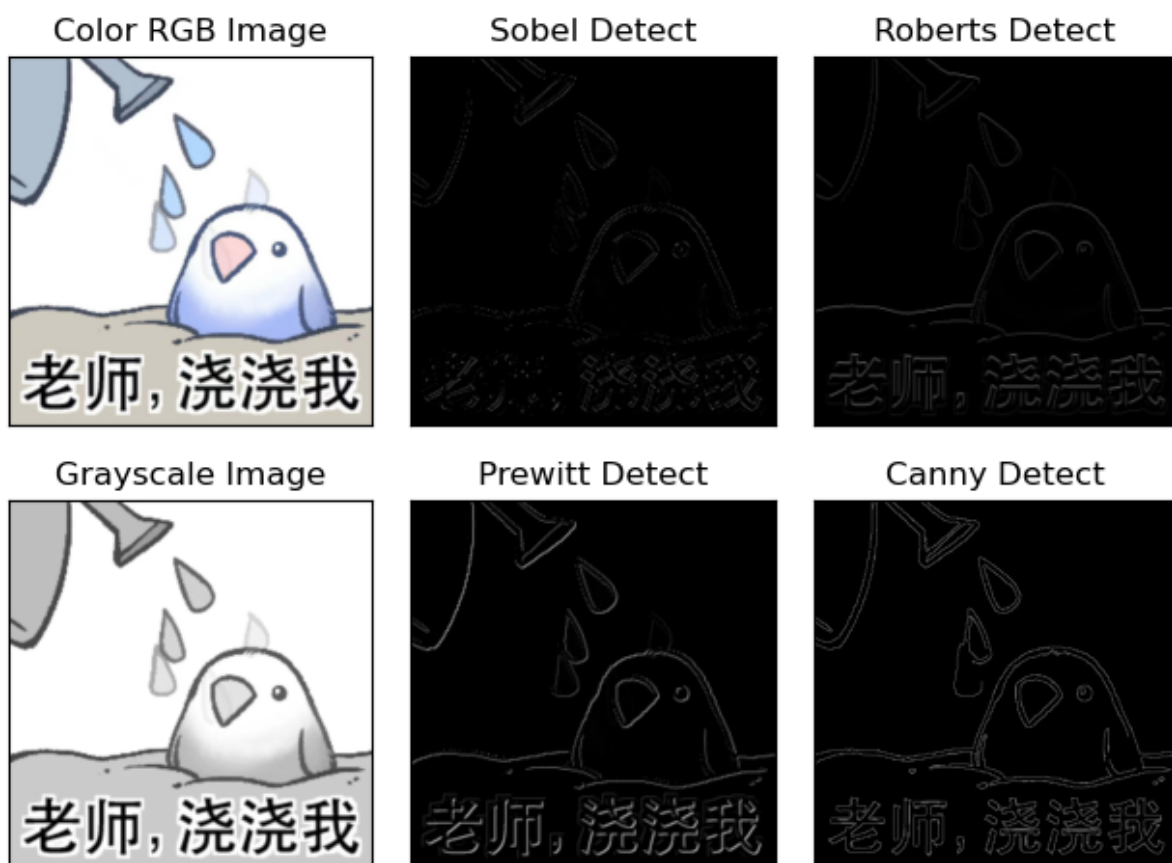 Color RGB Image
Sobel Detect
Roberts Detect
老师,浇浇我
老师,浇浇我
老师,浇浇我
Grayscale Image
Prewitt Detect
Canny Detect
老师,浇浇我
老师,浇浇我
老师,浇浇我